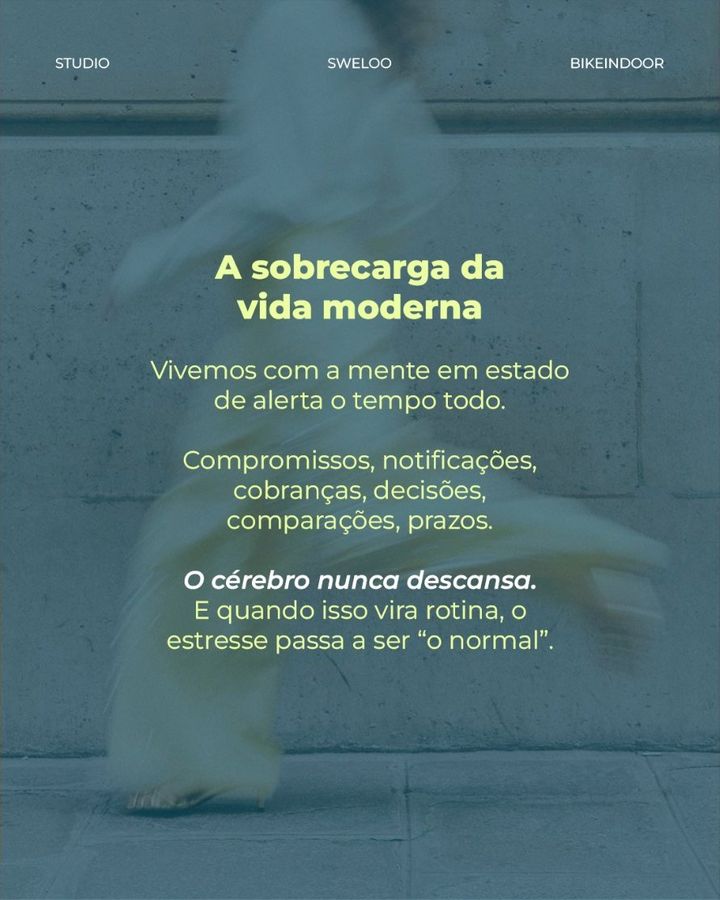 STUDIO SWELOO BIKEINDOOR
A sobrecarga da
vida moderna
Vivemos com a mente em estado
de alerta o tempo todo.
Compromissos, notificações,
cobranças, decisões,
comparações, prazos.
O cérebro nunca descansa.
E quando isso vira rotina, o
estresse passa a ser “o normal”.